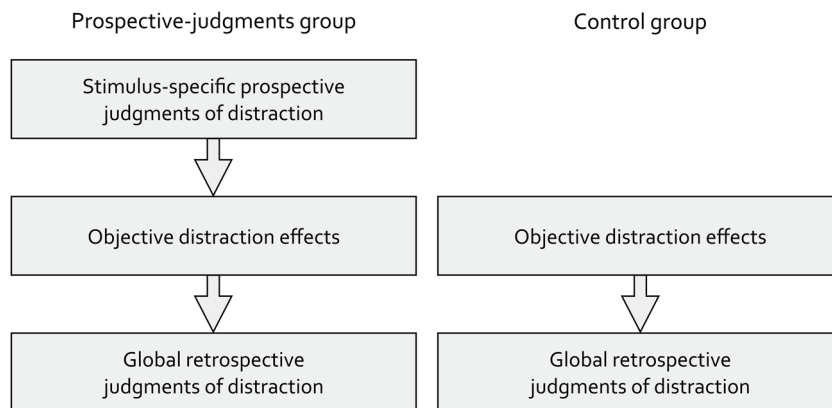 Prospective-judgments group
Control group
Stimulus-specific prospective
judgments of distraction
Objective distraction effects
Objective distraction effects
Global retrospective
judgments of distraction
Global retrospective
judgments of distraction